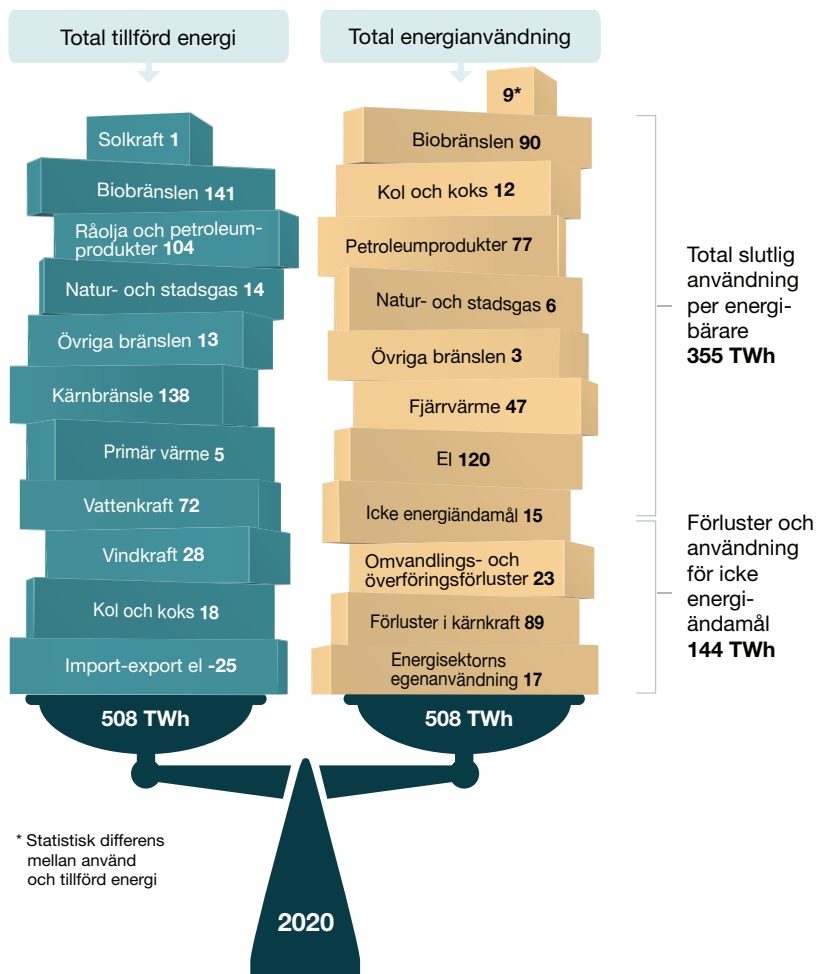 Total tillförd energi
Solkraft 1
Biobränslen 141
Råolja och petroleum-
produkter 104
Natur- och stadsgas 14
Övriga bränslen 13
Kärnbränsle 138
Primär värme 5
Vattenkraft 72
Vindkraft 28
Kol och koks 18
Import-export el -25
508 TWh
Total energianvändning
9*
Biobränslen 90
Kol och koks 12
Petroleumprodukter 77
Natur- och stadsgas 6
Övriga bränslen 3
Fjärrvärme 47
El 120
Icke energiändamål 15
Omvandlings- och
överföringsförluster 23
Förluster i kärnkraft 89
Energisektorns
egenanvändning 17
508 TWh
Total slutlig
användning
per energi-
bärare
355 TWh
Förluster och
användning
för icke
energi-
ändamål
144 TWh
* Statistisk differens
mellan använd
och tillförd energi
2020